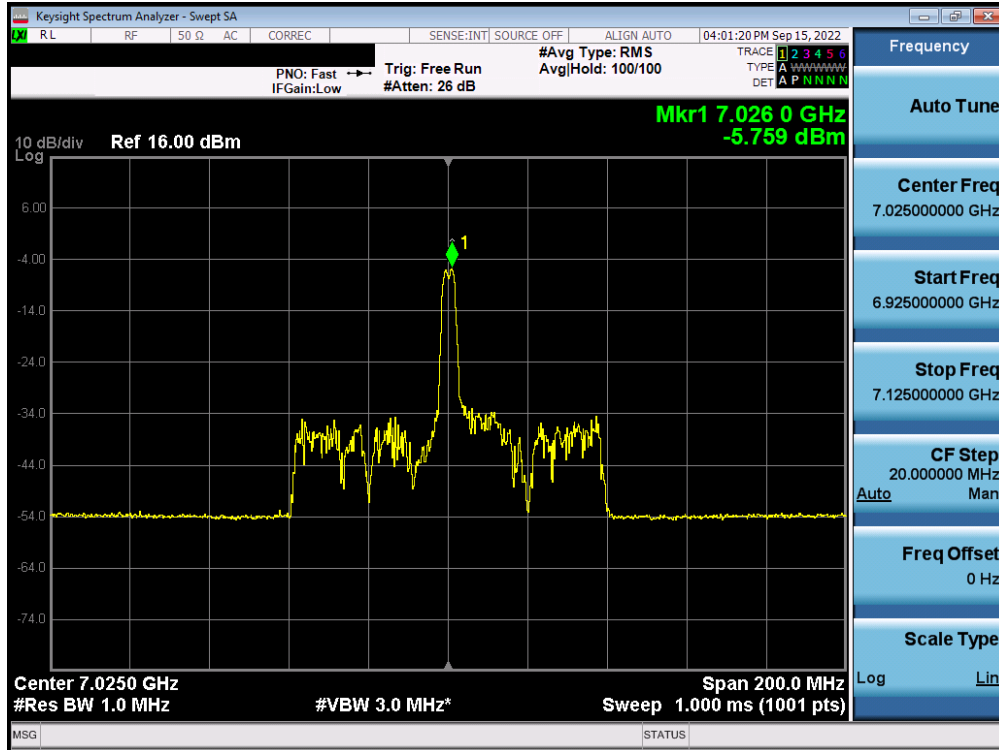 Keysight Spectrum Analyzer - Swept SA
LXI RL RF 50 Ω AC CORREC SENSE:INT SOURCE OFF ALIGN AUTO 04:01:20 PM Sep 15, 2022
PNO: Fast
IFGain:Low
Trig: Free Run
#Atten: 26 dB
#Avg Type: RMS
Avg|Hold: 100/100
TRACE 1 2 3 4 5 6
TYPE A W W W W W
DET A P N N N N
Mkr1 7.026 0 GHz
-5.759 dBm
10 dB/div Ref 16.00 dBm
Log
6.00
-4.00
-14.0
-24.0
-34.0
-44.0
-54.0
-64.0
-74.0
1
Center 7.0250 GHz Span 200.0 MHz
#Res BW 1.0 MHz #VBW 3.0 MHz* Sweep 1.000 ms (1001 pts)
MSG STATUS
Frequency
Auto Tune
Center Freq
7.025000000 GHz
Start Freq
6.925000000 GHz
Stop Freq
7.125000000 GHz
CF Step
20.000000 MHz
Auto Man
Freq Offset
0 Hz
Scale Type
Log Lin